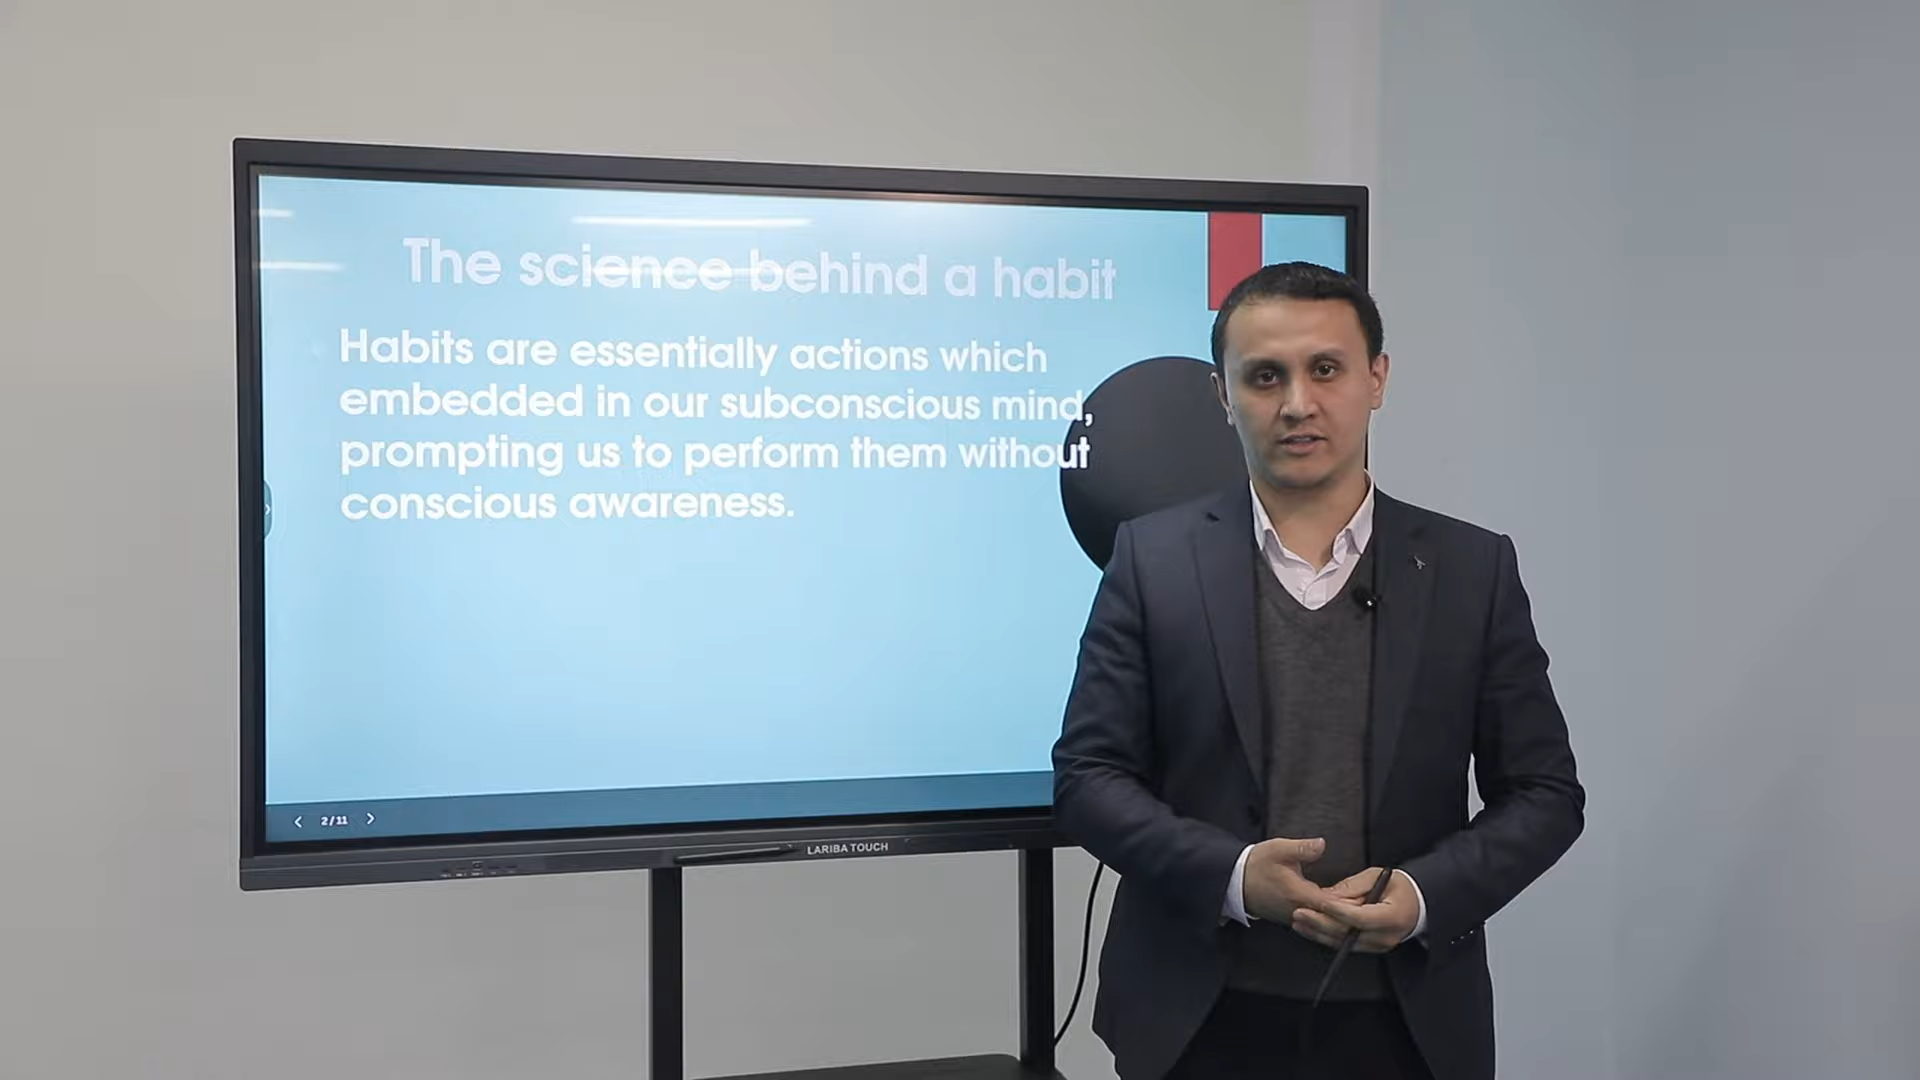 The science behind a habit
Habits are essentially actions which
embedded in our subconscious mind,
prompting us to perform them without
conscious awareness.
2/11
LARIBA TOUCH